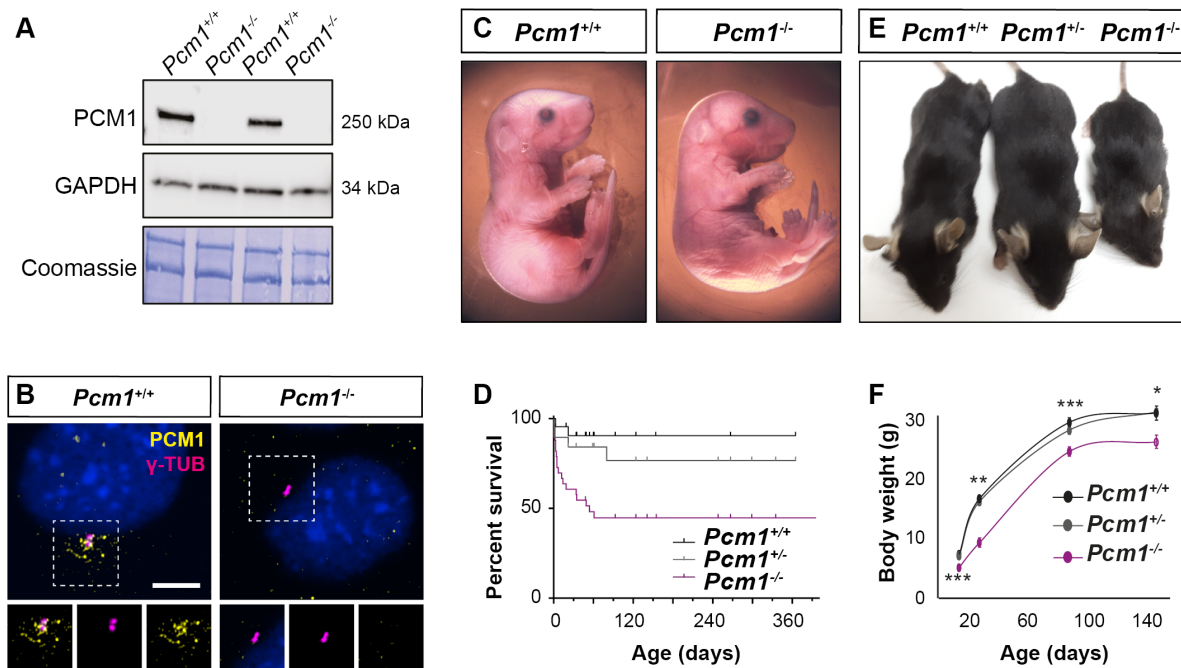 A
Pcm1+/+
Pcm1-/-
Pcm1+/+
Pcm1-/-
PCM1
250 kDa
GAPDH
34 kDa
Coomassie
B
Pcm1+/+
Pcm1-/-
PCM1
γ-TUB
C
Pcm1+/+
Pcm1-/-
D
Percent survival
100
50
0
0
120
240
360
Age (days)
Pcm1+/+
Pcm1+/-
Pcm1-/-
E
Pcm1+/+ Pcm1+/- Pcm1-/-
F
Body weight (g)
30
20
10
0
20
60
100
140
Age (days)
***
**
***
*
Pcm1+/+
Pcm1+/-
Pcm1-/-